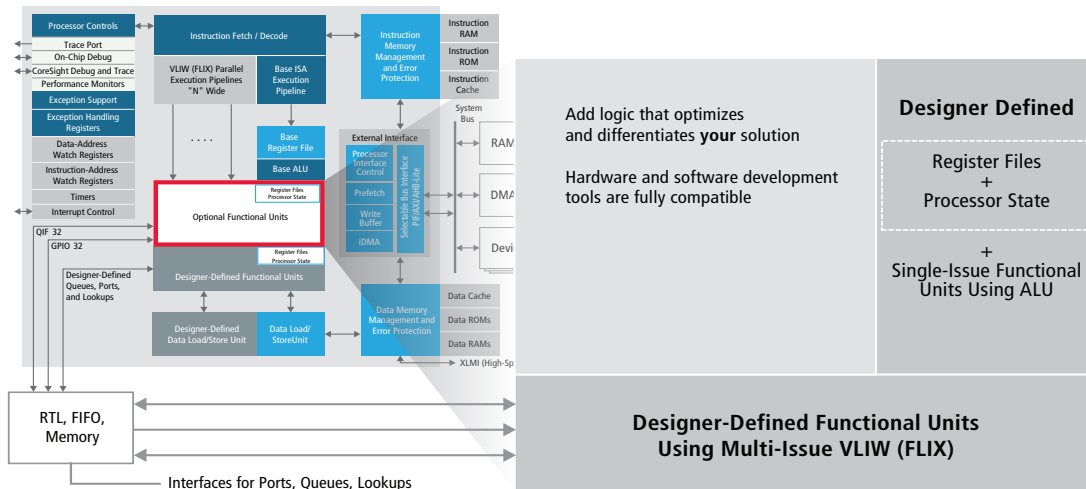 Processor Controls
Trace Port
On-Chip Debug
CoreSight Debug and Trace
Performance Monitors
Exception Support
Exception Handling
Registers
Data-Address
Watch Registers
Instruction-Address
Watch Registers
Timers
Interrupt Control
QIF 32
GPIO 32
Designer-Defined
Queues, Ports,
and Lookups
RTL, FIFO,
Memory
Interfaces for Ports, Queues, Lookups
Instruction Fetch / Decode
VLIW (FLIX) Parallel
Execution Pipelines
"N" Wide
Base ISA
Execution
Pipeline
. . . .
Base
Register File
Base ALU
Register Files
Processor State
Optional Functional Units
Register Files
Processor State
Designer-Defined Functional Units
Designer-Defined
Data Load/Store Unit
Data Load/
StoreUnit
Instruction
Memory
Management
and Error
Protection
External Interface
Processor
Interface
Control
Prefetch
Write
Buffer
iDMA
Selectable Bus Interface
PIF/AXI/AHB-Lite
Data Memory
Management and
Error Protection
Instruction
RAM
Instruction
ROM
Instruction
Cache
System
Bus
RAM
DMA
Devi
Data Cache
Data ROMs
Data RAMs
XLMI (High-Sp
Add logic that optimizes
and differentiates your solution
Hardware and software development
tools are fully compatible
Designer Defined
Register Files
+
Processor State
+
Single-Issue Functional
Units Using ALU
Designer-Defined Functional Units
Using Multi-Issue VLIW (FLIX)